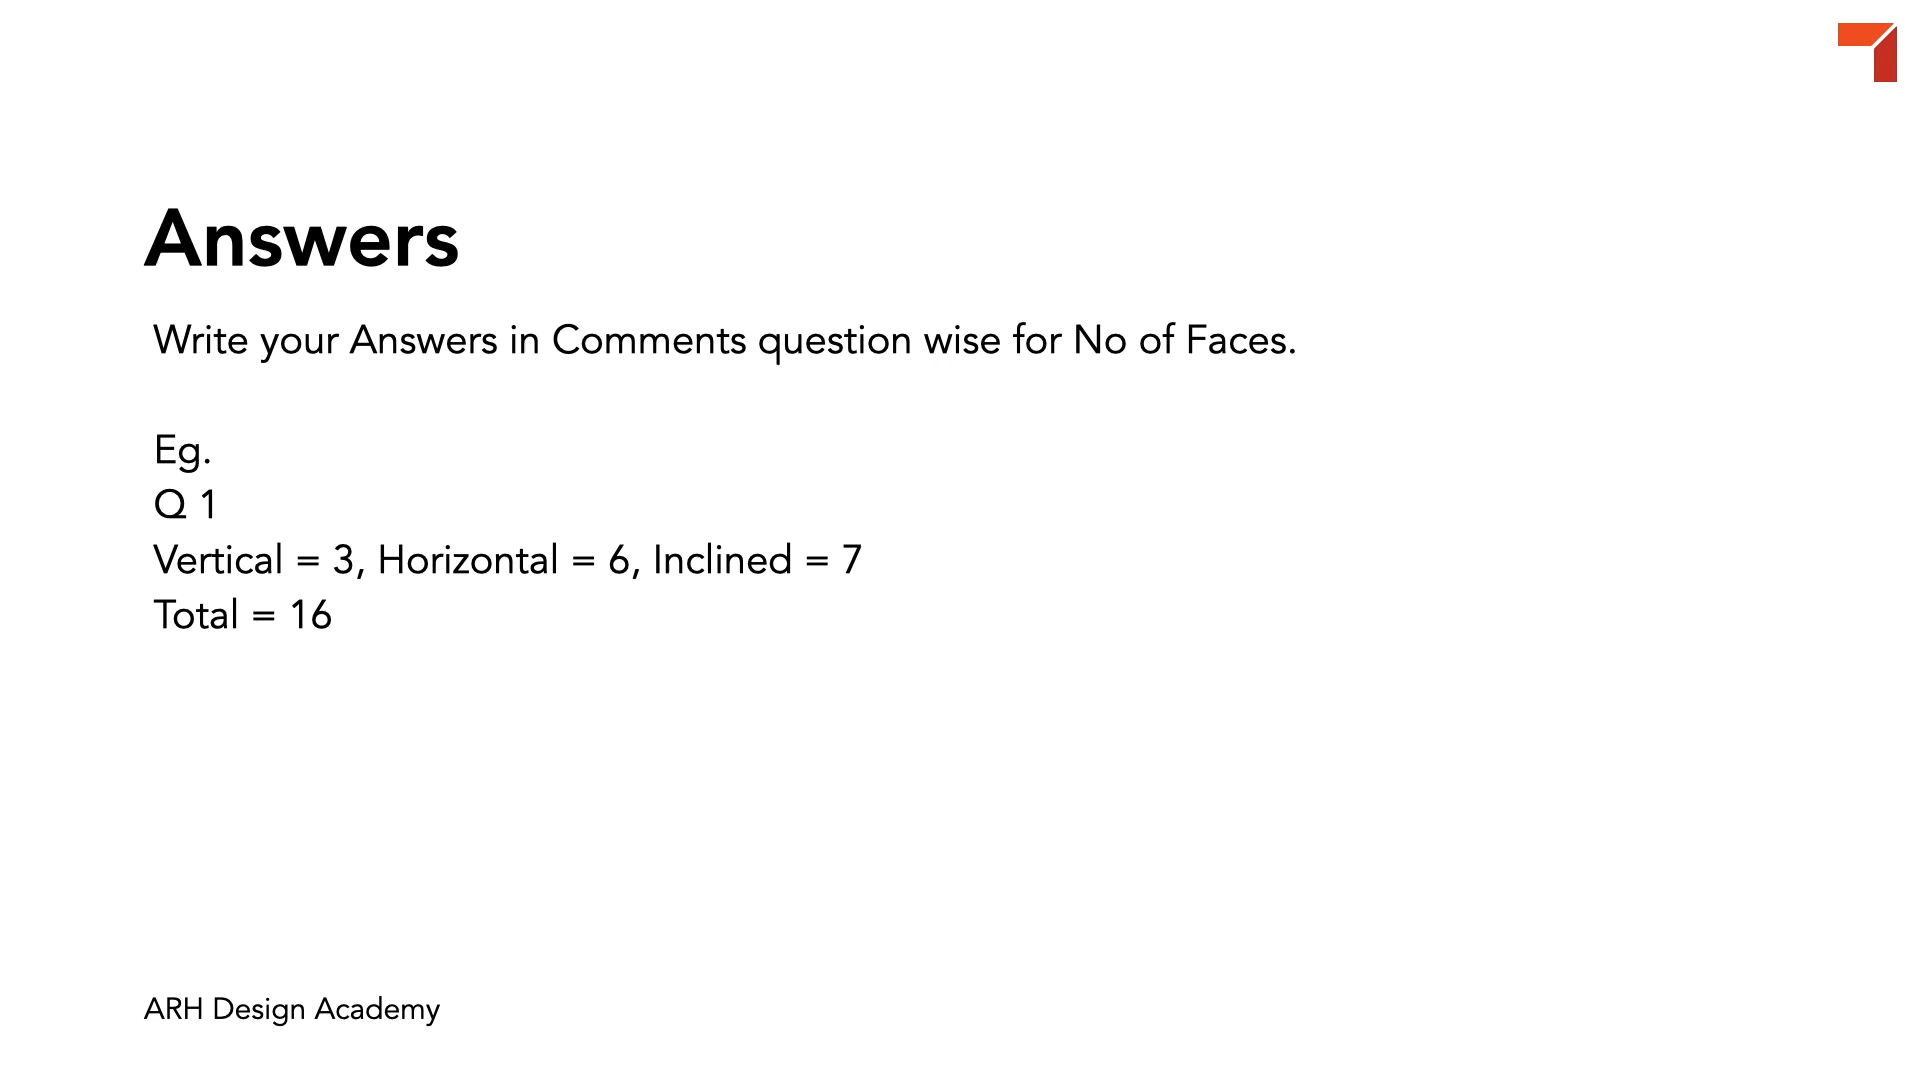 Answers
Write your Answers in Comments question wise for No of Faces.
Eg.
Q 1
Vertical = 3, Horizontal = 6, Inclined = 7
Total = 16
ARH Design Academy